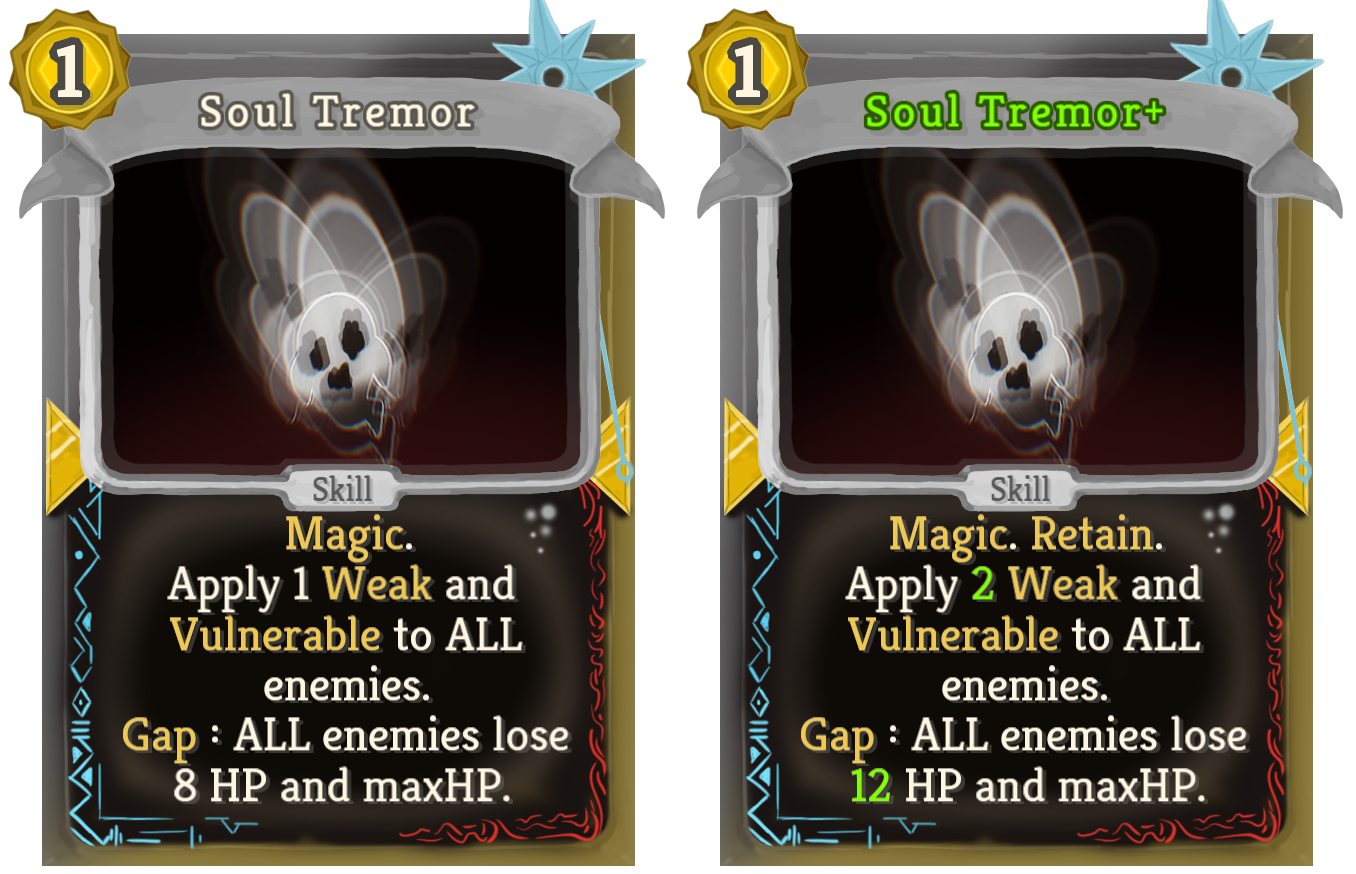 1
Soul Tremor
Skill
Magic.
Apply 1 Weak and
Vulnerable to ALL
enemies.
Gap : ALL enemies lose
8 HP and maxHP.
1
Soul Tremor+
Skill
Magic. Retain.
Apply 2 Weak and
Vulnerable to ALL
enemies.
Gap : ALL enemies lose
12 HP and maxHP.